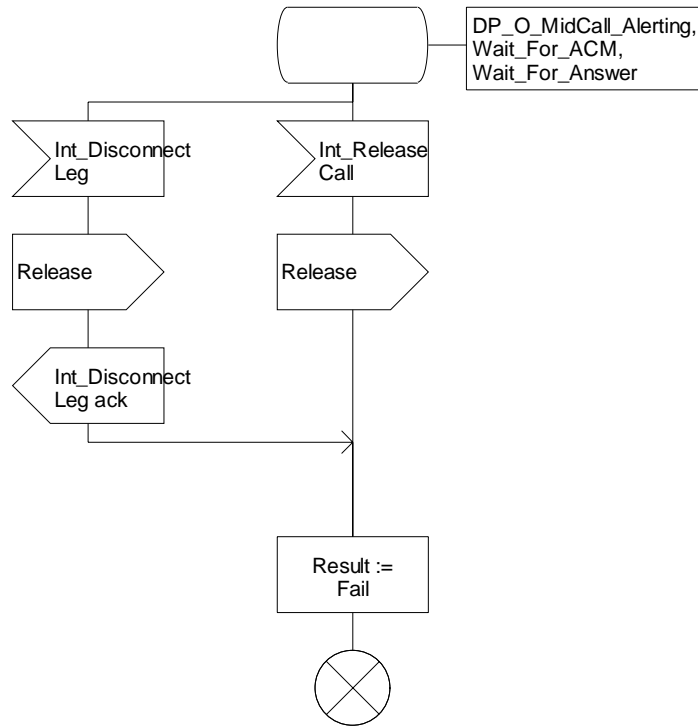 DP_O_MidCall_Alerting,
Wait_For_ACM,
Wait_For_Answer
Int_Disconnect
Leg
Int_Release
Call
Release
Release
Int_Disconnect
Leg ack
Result :=
Fail